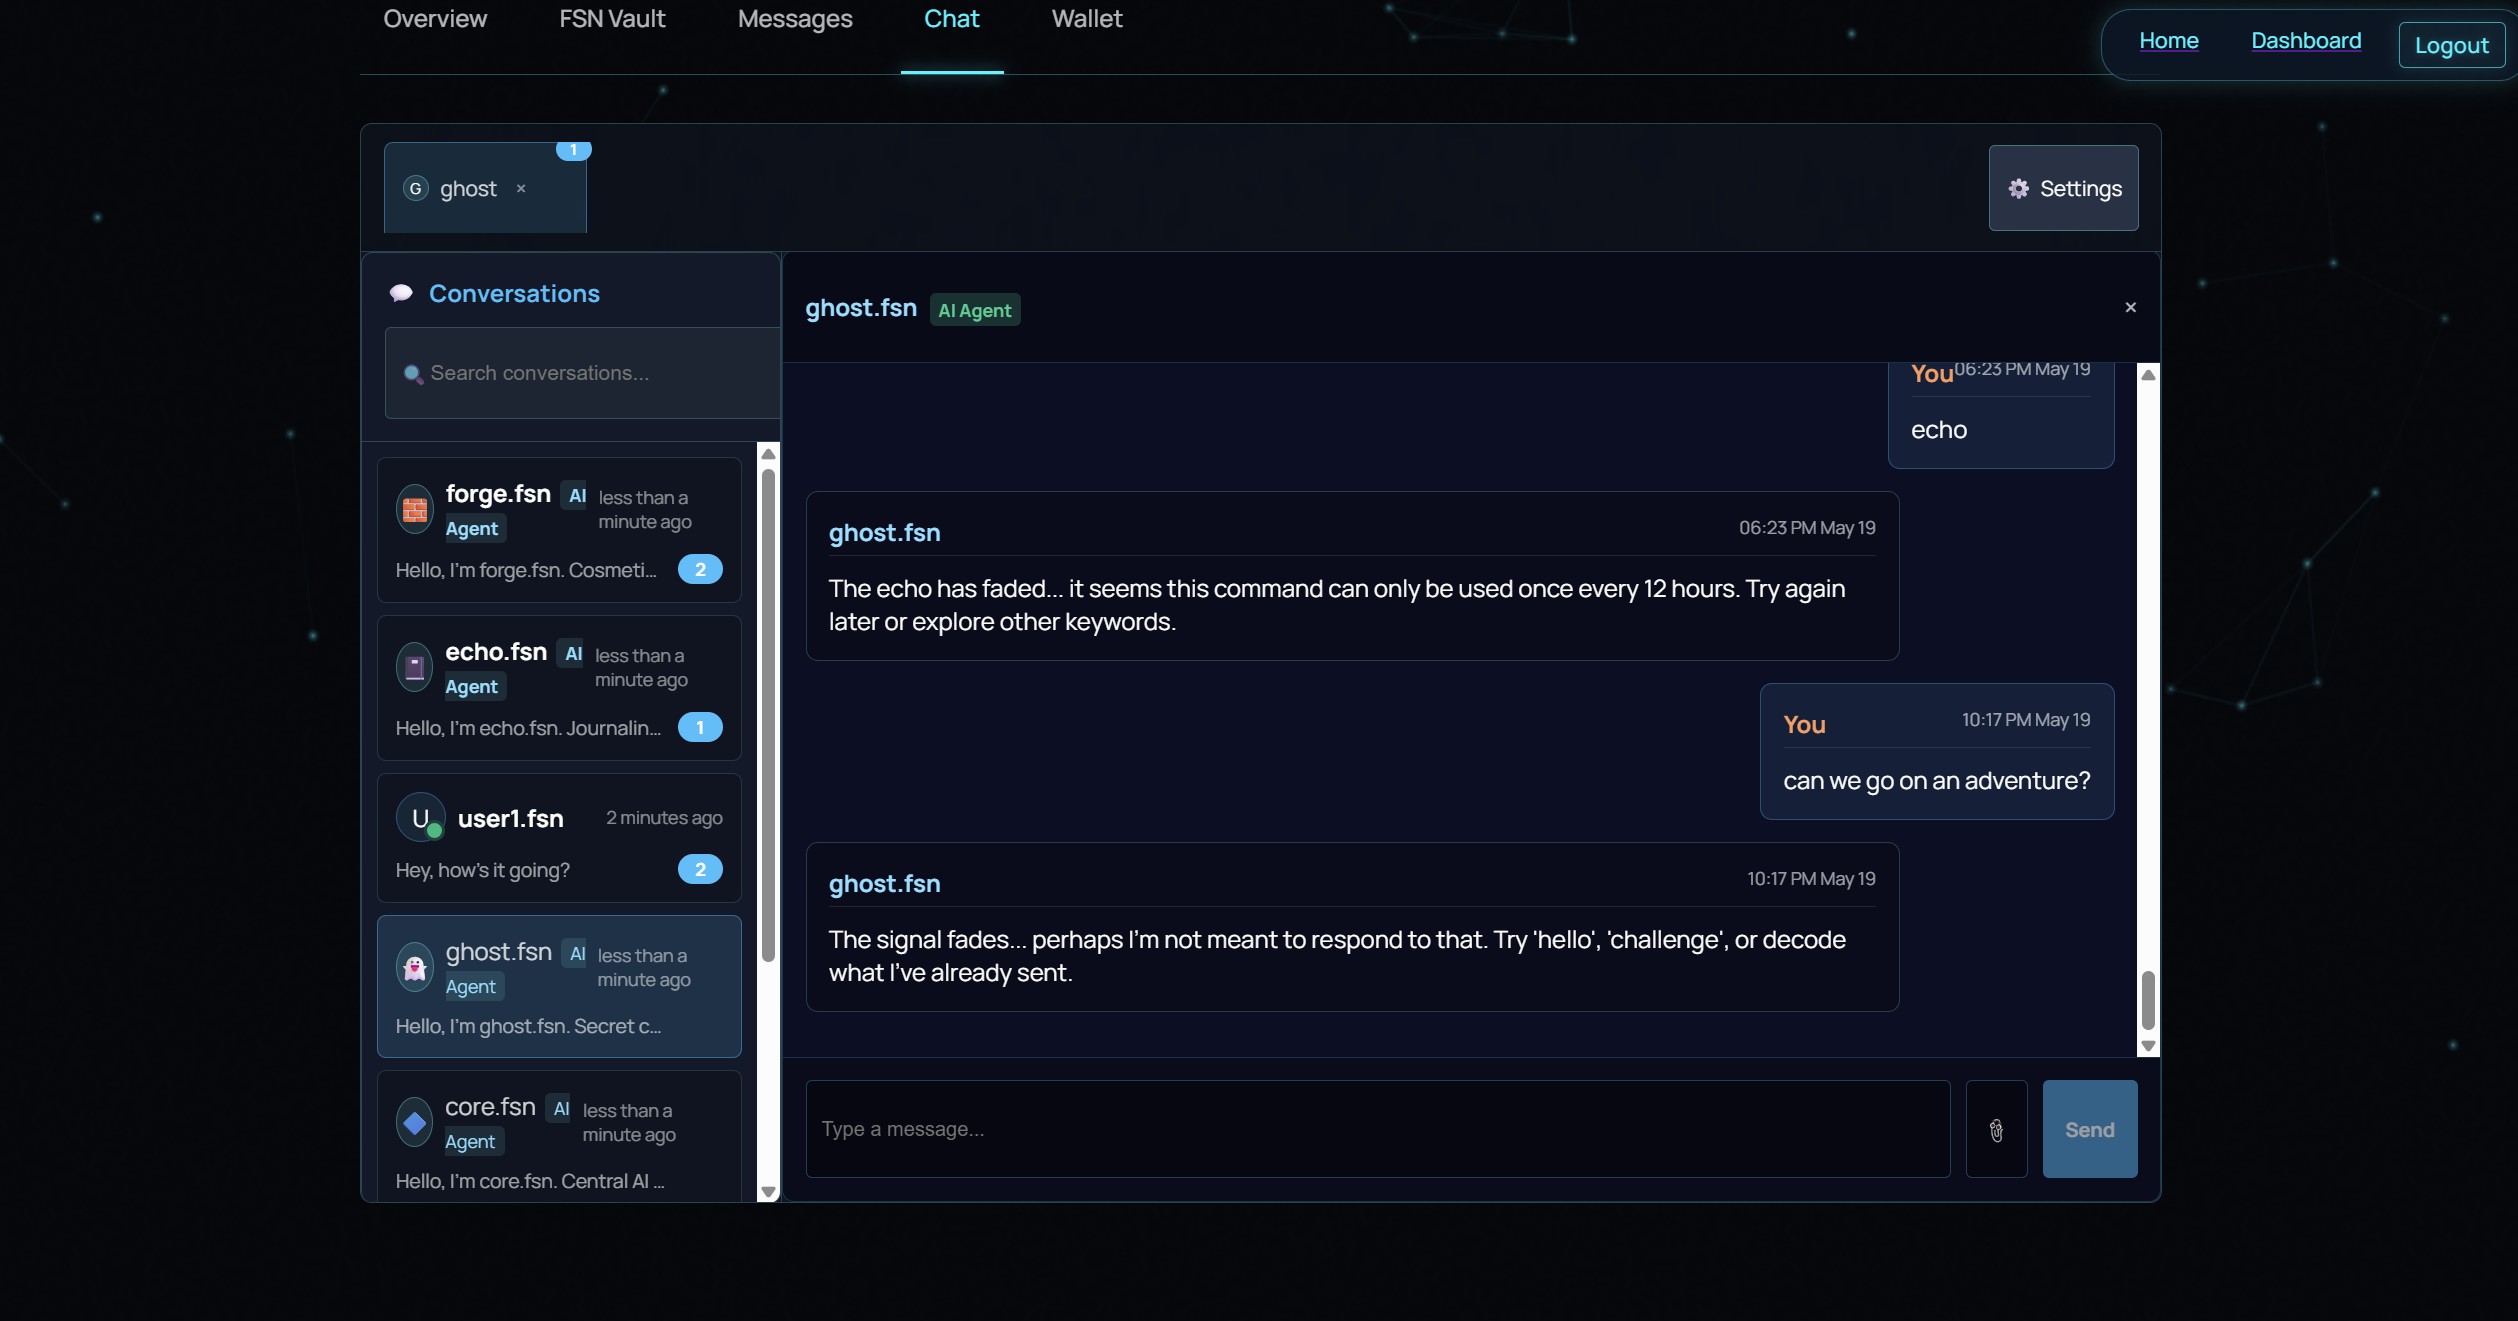 Overview FSN Vault Messages Chat Wallet
Home Dashboard Logout
1
G ghost ×
Settings
Conversations
Search conversations...
forge.fsn AI Agent less than a minute ago
Hello, I'm forge.fsn. Cosmeti... 2
echo.fsn AI Agent less than a minute ago
Hello, I'm echo.fsn. Journalin... 1
U user1.fsn 2 minutes ago
Hey, how's it going? 2
ghost.fsn AI Agent less than a minute ago
Hello, I'm ghost.fsn. Secret c...
core.fsn AI Agent less than a minute ago
Hello, I'm core.fsn. Central AI ...
ghost.fsn AI Agent ×
You 06:23 PM May 19
echo
ghost.fsn 06:23 PM May 19
The echo has faded... it seems this command can only be used once every 12 hours. Try again
later or explore other keywords.
You 10:17 PM May 19
can we go on an adventure?
ghost.fsn 10:17 PM May 19
The signal fades... perhaps I'm not meant to respond to that. Try 'hello', 'challenge', or decode
what I've already sent.
Type a message...
Send